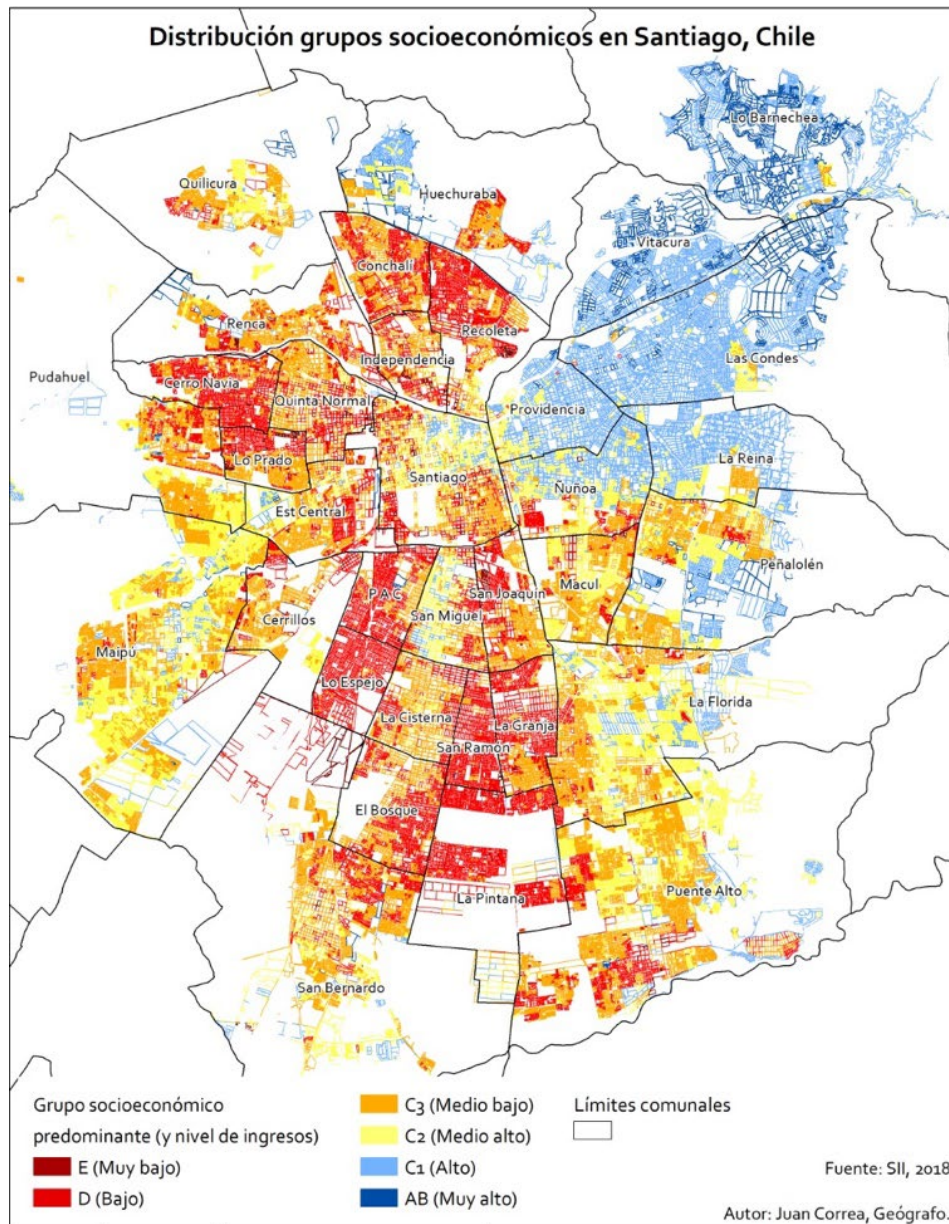 Distribución grupos socioeconómicos en Santiago, Chile
Lo Barnechea
Quilicura
Huechuraba
Vitacura
Conchalí
Renca
Recoleta
Independencia
Las Condes
Pudahuel
Cerro Navia
Quinta Normal
Providencia
Lo Prado
Santiago
Ñuñoa
La Reina
Est Central
Peñalolén
P A C
San Joaquín
Macul
Cerrillos
San Miguel
Maipú
Lo Espejo
La Florida
La Cisterna
La Granja
San Ramón
El Bosque
La Pintana
Puente Alto
San Bernardo
Grupo socioeconómico
predominante (y nivel de ingresos)
E (Muy bajo)
D (Bajo)
C3 (Medio bajo)
C2 (Medio alto)
C1 (Alto)
AB (Muy alto)
Límites comunales
Fuente: SII, 2018
Autor: Juan Correa, Geógrafo.